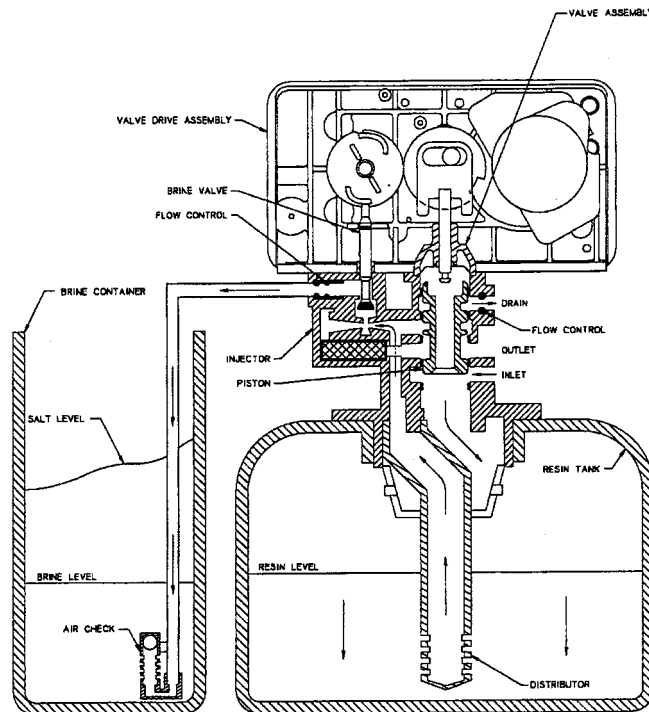 VALVE ASSEMBLY
VALVE DRIVE ASSEMBLY
BRINE VALVE
FLOW CONTROL
BRINE CONTAINER
DRAIN
FLOW CONTROL
INJECTOR
OUTLET
PISTON
INLET
SALT LEVEL
RESIN TANK
BRINE LEVEL
RESIN LEVEL
AIR CHECK
DISTRIBUTOR